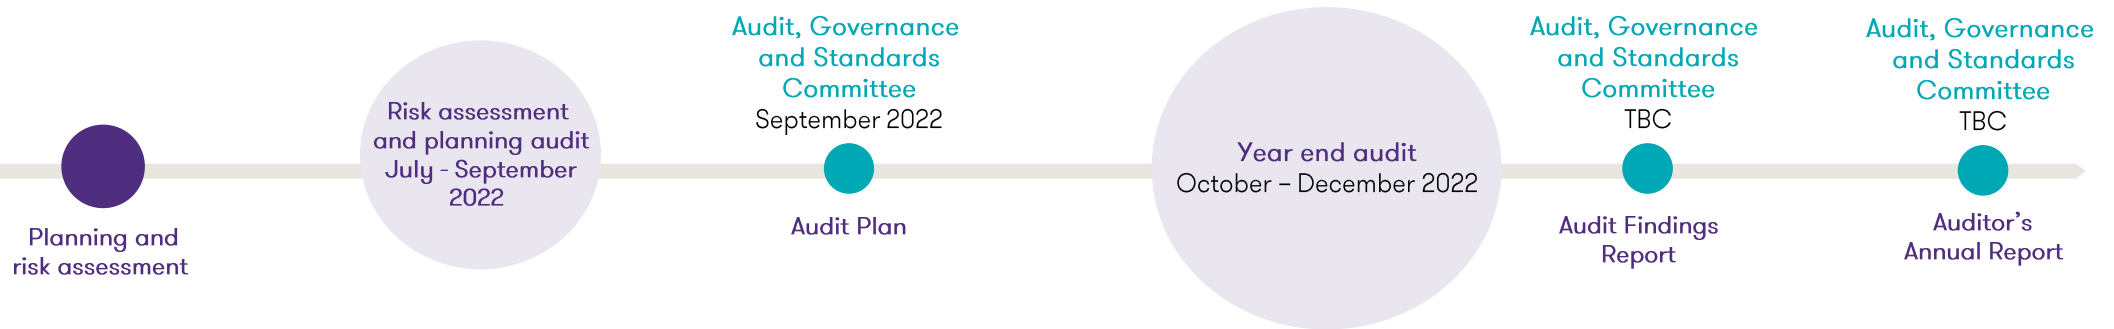 Planning and
risk assessment
Risk assessment
and planning audit
July - September
2022
Audit, Governance
and Standards
Committee
September 2022
Audit Plan
Year end audit
October – December 2022
Audit, Governance
and Standards
Committee
TBC
Audit Findings
Report
Audit, Governance
and Standards
Committee
TBC
Auditor’s
Annual Report